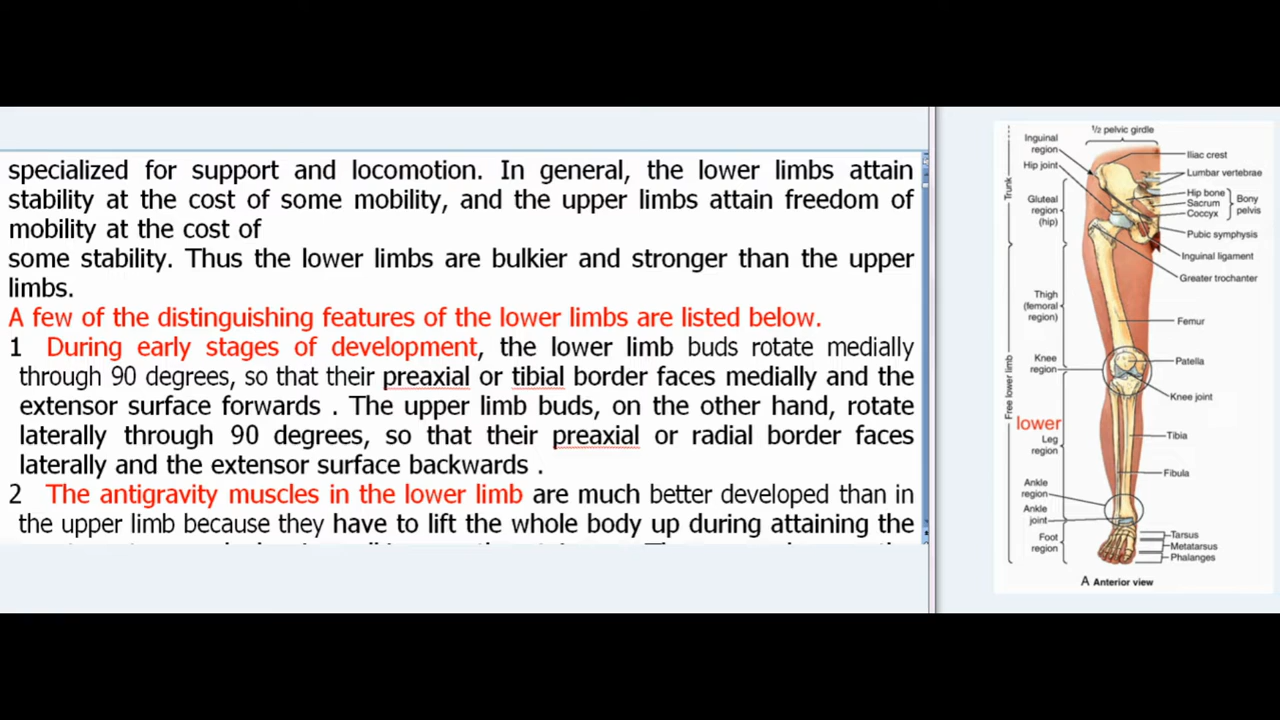 specialized for support and locomotion. In general, the lower limbs attain
stability at the cost of some mobility, and the upper limbs attain freedom of
mobility at the cost of
some stability. Thus the lower limbs are bulkier and stronger than the upper
limbs.
A few of the distinguishing features of the lower limbs are listed below.
1 During early stages of development, the lower limb buds rotate medially
through 90 degrees, so that their preaxial or tibial border faces medially and the
extensor surface forwards . The upper limb buds, on the other hand, rotate
laterally through 90 degrees, so that their preaxial or radial border faces
laterally and the extensor surface backwards .
2 The antigravity muscles in the lower limb are much better developed than in
the upper limb because they have to lift the whole body up during attaining the
½ pelvic girdle
Inguinal
region
Hip joint
Trunk
Gluteal
region
(hip)
Thigh
(femoral
region)
Knee
region
Free lower limb
lower
Leg
region
Ankle
region
Ankle
joint
Foot
region
Iliac crest
Lumbar vertebrae
Hip bone
Sacrum
Coccyx
Bony
pelvis
Pubic symphysis
Inguinal ligament
Greater trochanter
Femur
Patella
Knee joint
Tibia
Fibula
Tarsus
Metatarsus
Phalanges
A Anterior view